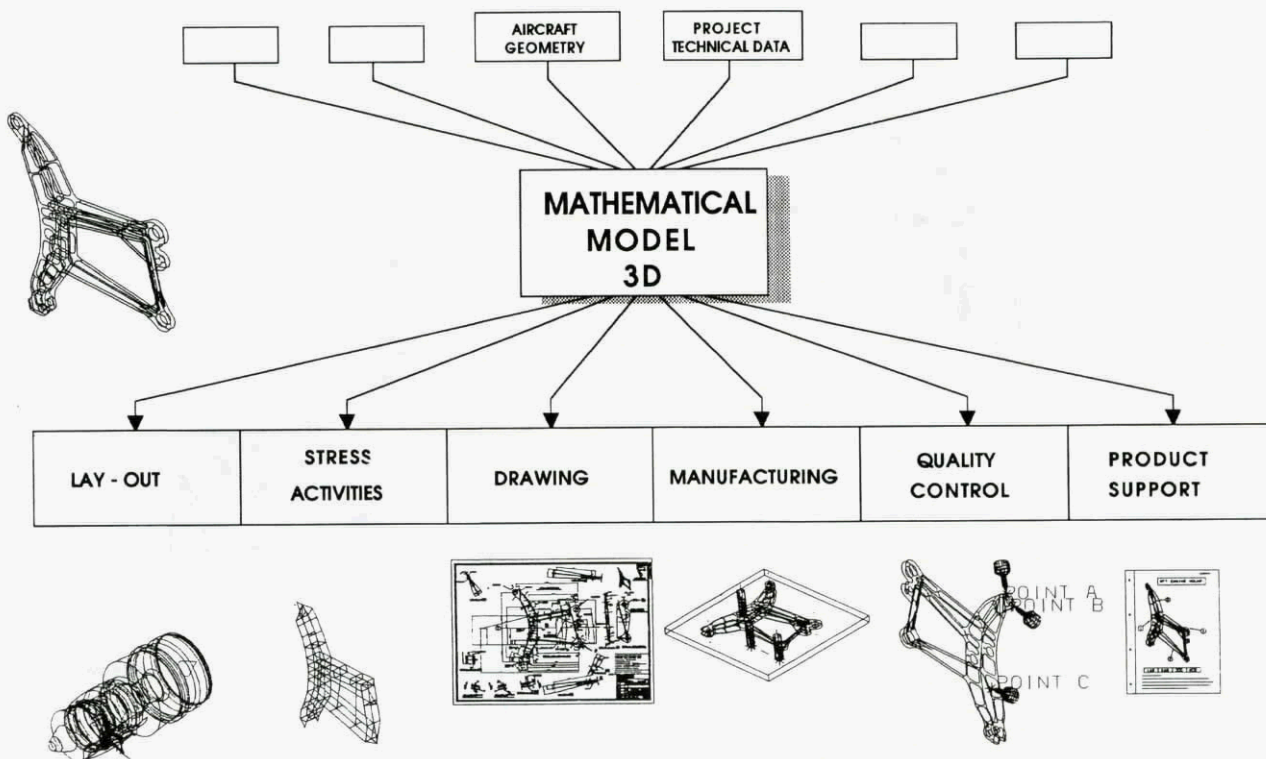 AIRCRAFT
GEOMETRY
PROJECT
TECHNICAL DATA
MATHEMATICAL
MODEL
3D
LAY - OUT
STRESS
ACTIVITIES
DRAWING
MANUFACTURING
QUALITY
CONTROL
PRODUCT
SUPPORT
POINT A
POINT B
POINT C